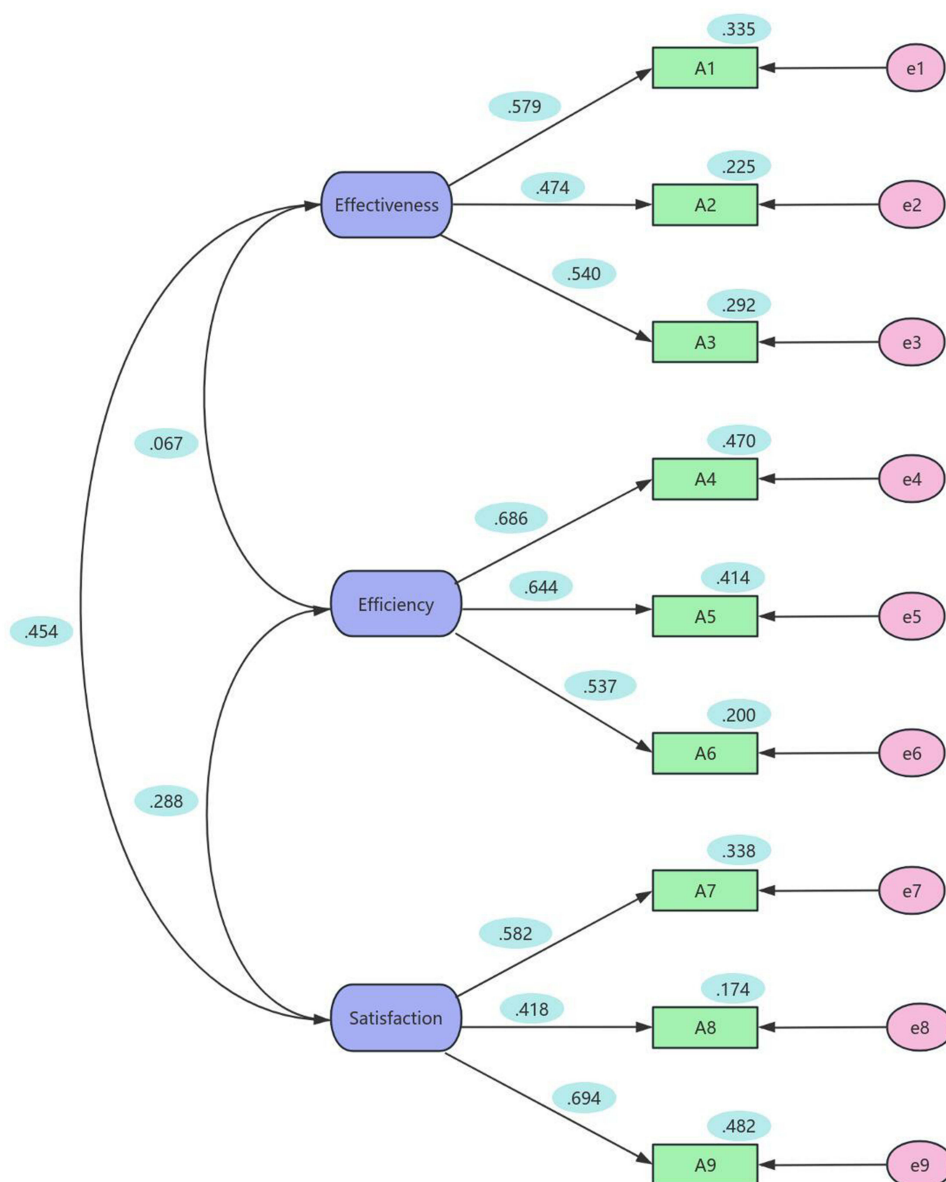 .335
A1
e1
.579
.225
Effectiveness
.474
A2
e2
.540
.292
A3
e3
.067
.470
A4
e4
.686
.414
Efficiency
.644
A5
e5
.454
.537
.200
A6
e6
.288
.338
A7
e7
.582
.174
Satisfaction
.418
A8
e8
.694
.482
A9
e9